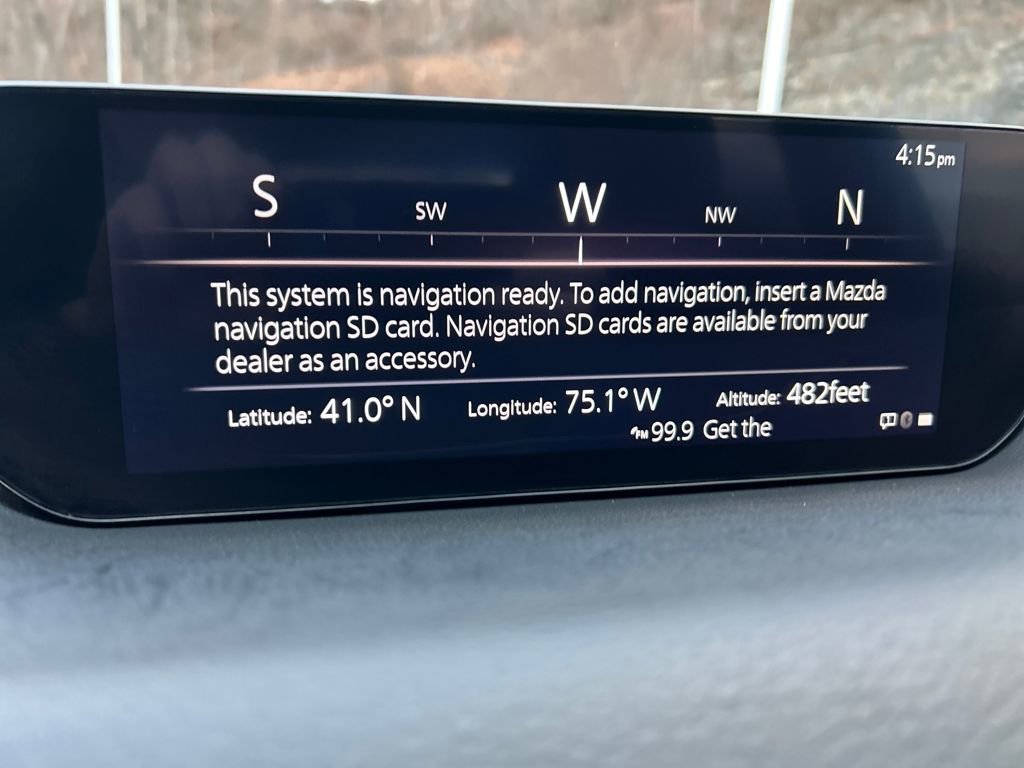 4:15pm
S SW W NW N
This system is navigation ready. To add navigation, insert a Mazda
navigation SD card. Navigation SD cards are available from your
dealer as an accessory.
Latitude: 41.0° N Longitude: 75.1° W Altitude: 482feet
FM 99.9 Get the